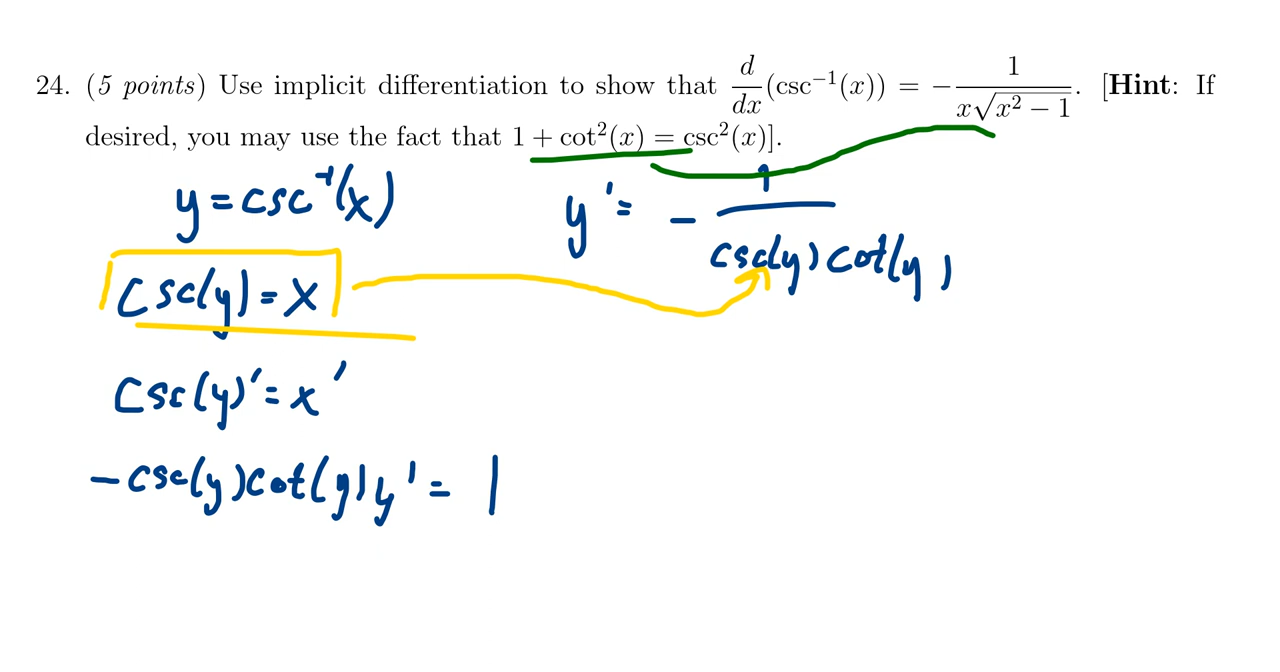 24. (5 points) Use implicit differentiation to show that d/dx (csc⁻¹(x)) = − 1/(x√(x² − 1)). [Hint: If
desired, you may use the fact that 1 + cot²(x) = csc²(x)].
y = csc⁻¹(x)
csc(y) = x
csc(y)' = x'
−csc(y)cot(y)y' = 1
y' = − 1/(csc(y)cot(y))